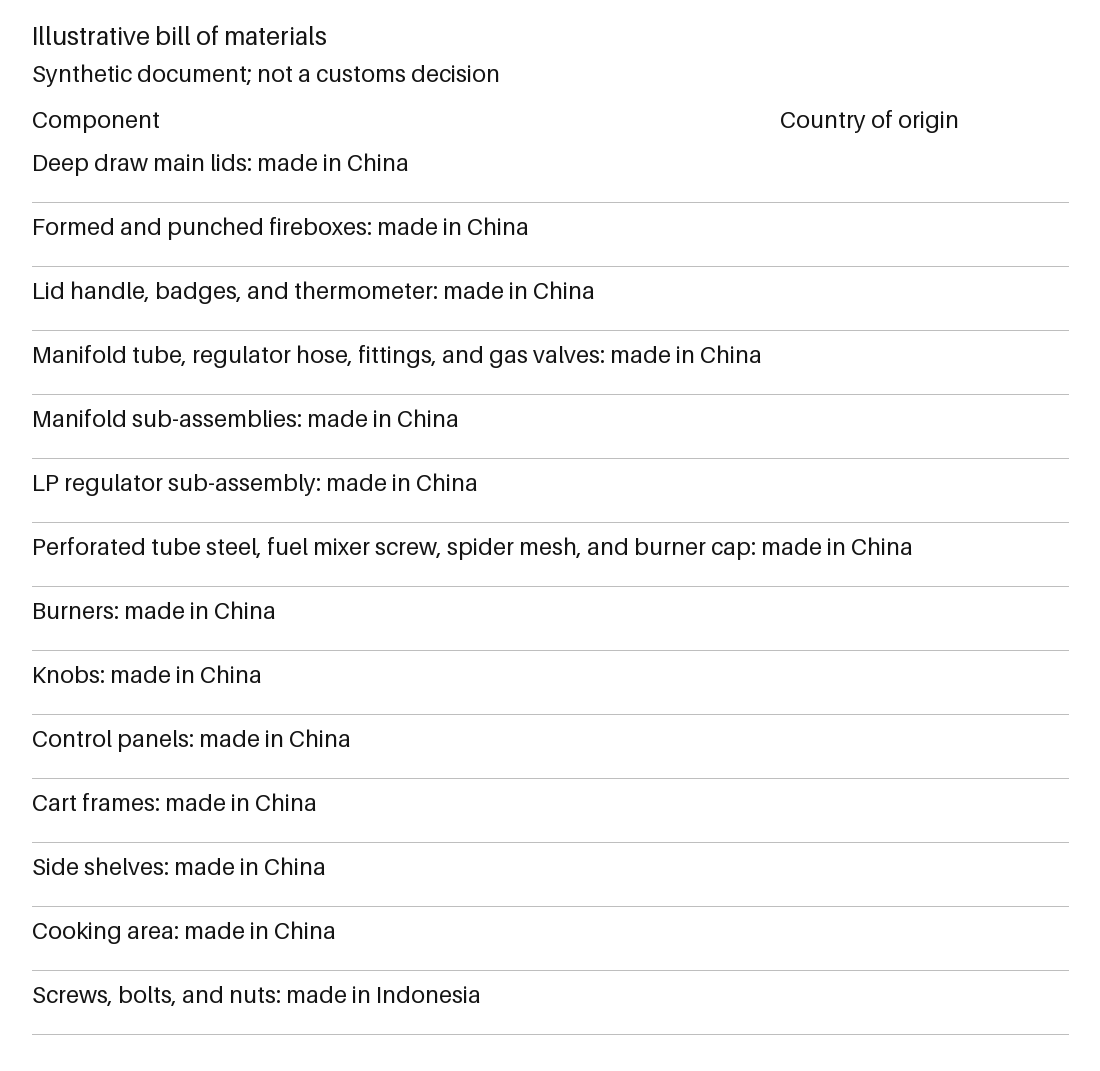 Illustrative bill of materials
Synthetic document; not a customs decision
Component Country of origin
Deep draw main lids: made in China
Formed and punched fireboxes: made in China
Lid handle, badges, and thermometer: made in China
Manifold tube, regulator hose, fittings, and gas valves: made in China
Manifold sub-assemblies: made in China
LP regulator sub-assembly: made in China
Perforated tube steel, fuel mixer screw, spider mesh, and burner cap: made in China
Burners: made in China
Knobs: made in China
Control panels: made in China
Cart frames: made in China
Side shelves: made in China
Cooking area: made in China
Screws, bolts, and nuts: made in Indonesia